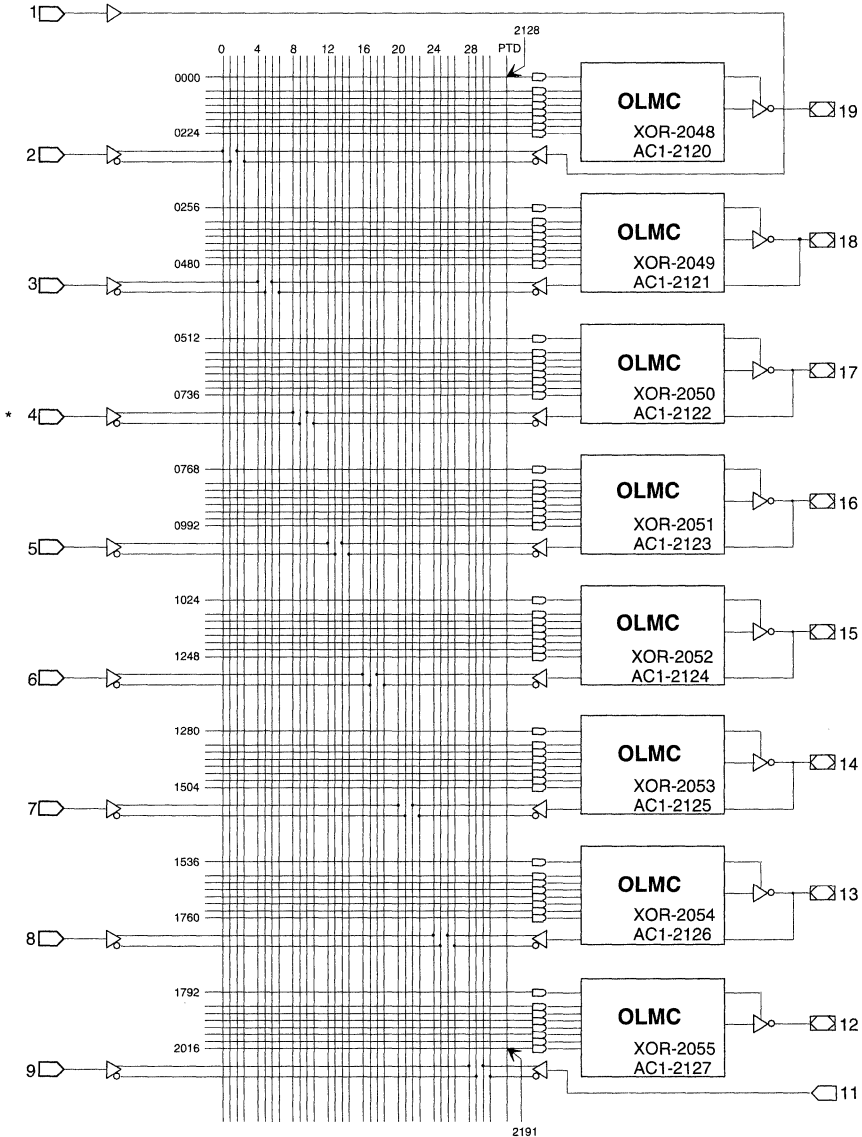 1
2128
0 4 8 12 16 20 24 28 PTD
0000
OLMC
19
XOR-2048
0224
AC1-2120
2
0256
OLMC
18
XOR-2049
0480
AC1-2121
3
0512
OLMC
17
XOR-2050
0736
AC1-2122
* 4
0768
OLMC
16
XOR-2051
0992
AC1-2123
5
1024
OLMC
15
XOR-2052
1248
AC1-2124
6
1280
OLMC
14
XOR-2053
1504
AC1-2125
7
1536
OLMC
13
XOR-2054
1760
AC1-2126
8
1792
OLMC
12
XOR-2055
2016
AC1-2127
9
11
2191